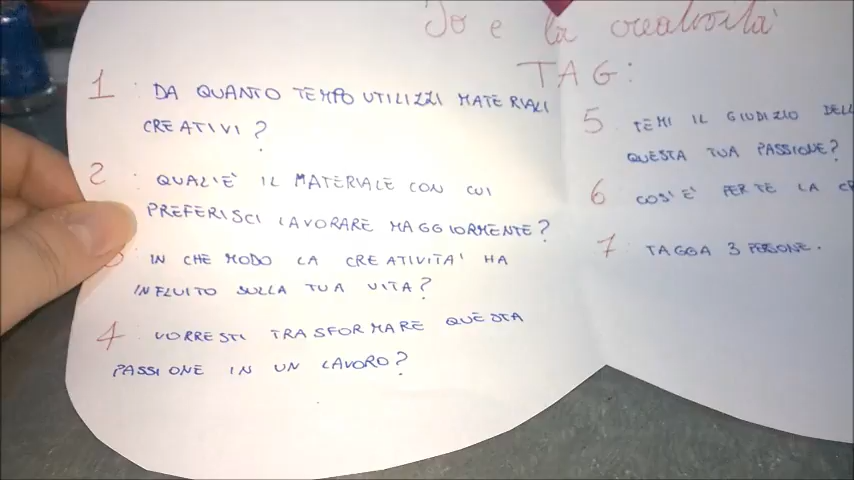 Io e la creatività
TAG:
1 : DA QUANTO TEMPO UTILIZZI MATERIALI
CREATIVI?
2 : QUAL'E' IL MATERIALE CON CUI
PREFERISCI LAVORARE MAGGIORMENTE?
3 : IN CHE MODO LA CREATIVITA' HA
INFLUITO SULLA TUA VITA?
4 : VORRESTI TRASFORMARE QUESTA
PASSIONE IN UN LAVORO?
5 : TEMI IL GIUDIZIO
QUESTA TUA PASSIONE?
6 : COS'E' PER TE LA
7 : TAGGA 3 PERSONE.